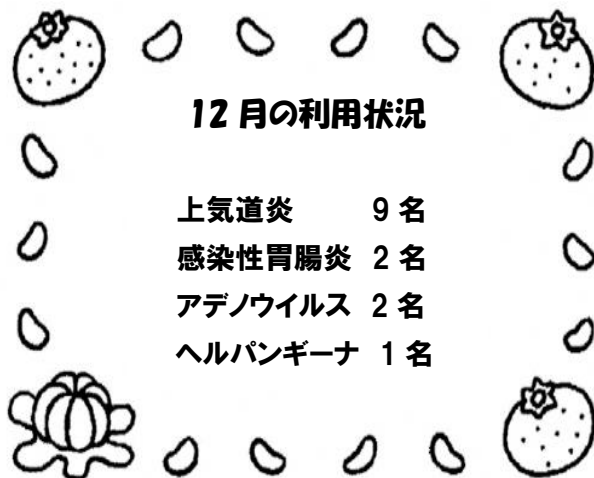 12月の利用状況
上気道炎 9名
感染性胃腸炎 2名
アデノウイルス 2名
ヘルパンギーナ 1名